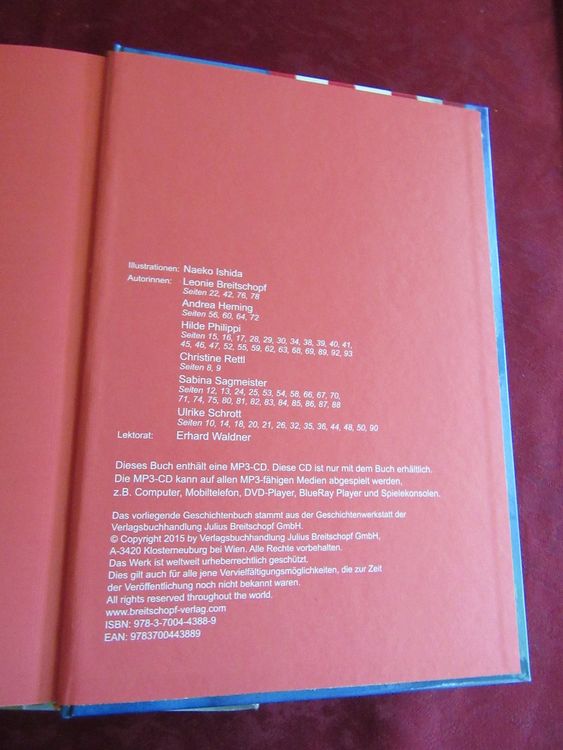 Illustrationen: Naeko Ishida
Autorinnen: Leonie Breitschopf
Seiten 22, 42, 76, 78
Andrea Heming
Seiten 56, 60, 64, 72
Hilde Philippi
Seiten 15, 16, 17, 28, 29, 30, 34, 38, 39, 40, 41,
45, 46, 47, 52, 55, 59, 62, 63, 68, 69, 89, 92, 93
Christine Rettl
Seiten 8, 9
Sabina Sagmeister
Seiten 12, 13, 24, 25, 53, 54, 58, 66, 67, 70,
71, 74, 75, 80, 81, 82, 83, 84, 85, 86, 87, 88
Ulrike Schrott
Seiten 10, 14, 18, 20, 21, 26, 32, 35, 36, 44, 48, 50, 90
Lektorat: Erhard Waldner
Dieses Buch enthält eine MP3-CD. Diese CD ist nur mit dem Buch erhältlich.
Die MP3-CD kann auf allen MP3-fähigen Medien abgespielt werden,
z.B. Computer, Mobiltelefon, DVD-Player, BlueRay Player und Spielekonsolen.
Das vorliegende Geschichtenbuch stammt aus der Geschichtenwerkstatt der
Verlagsbuchhandlung Julius Breitschopf GmbH.
© Copyright 2015 by Verlagsbuchhandlung Julius Breitschopf GmbH,
A-3420 Klosterneuburg bei Wien. Alle Rechte vorbehalten.
Das Werk ist weltweit urheberrechtlich geschützt.
Dies gilt auch für alle jene Vervielfältigungsmöglichkeiten, die zur Zeit
der Veröffentlichung noch nicht bekannt waren.
All rights reserved throughout the world.
www.breitschopf-verlag.com
ISBN: 978-3-7004-4388-9
EAN: 9783700443889